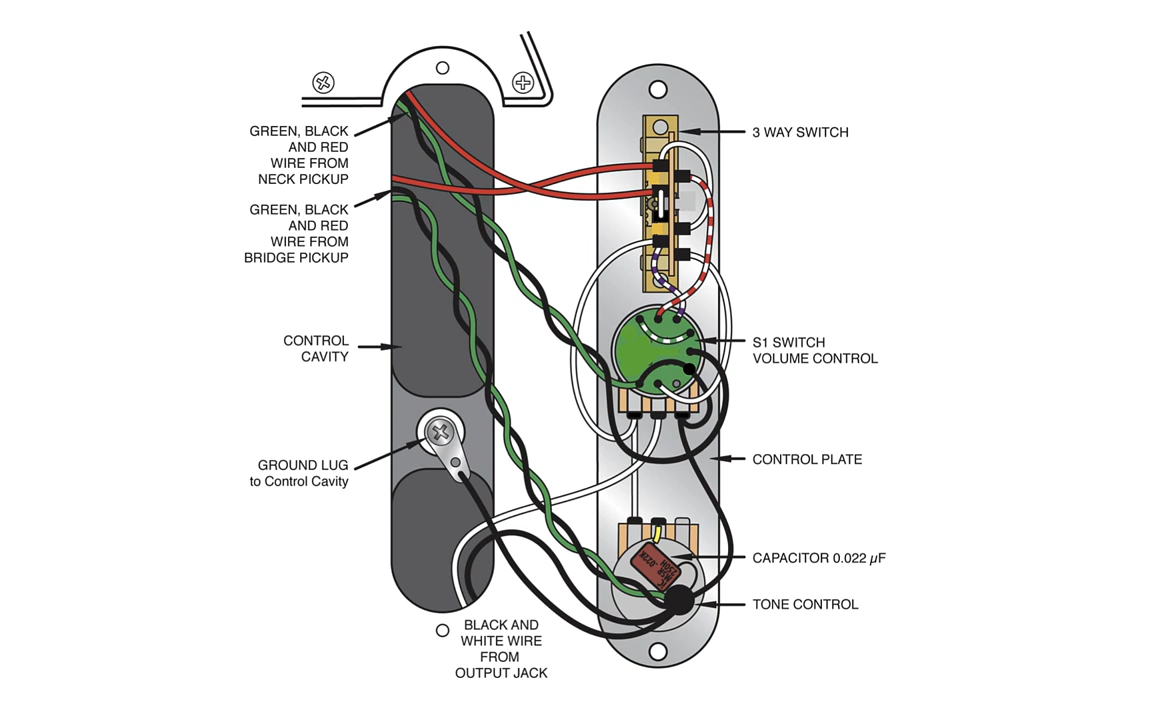 GREEN, BLACK
AND RED
WIRE FROM
NECK PICKUP
GREEN, BLACK
AND RED
WIRE FROM
BRIDGE PICKUP
CONTROL
CAVITY
GROUND LUG
to Control Cavity
BLACK AND
WHITE WIRE
FROM
OUTPUT JACK
3 WAY SWITCH
S1 SWITCH
VOLUME CONTROL
CONTROL PLATE
CAPACITOR 0.022 µF
TONE CONTROL